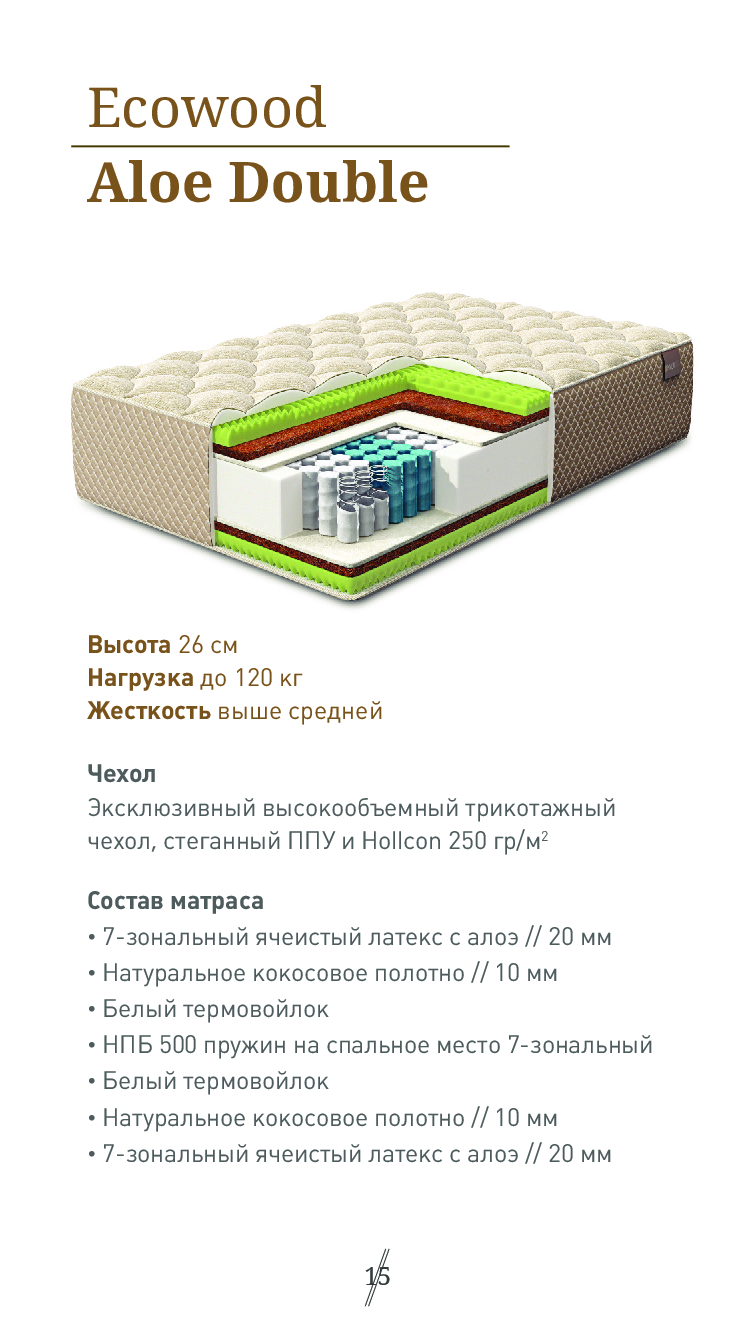 Ecowood
Aloe Double
Высота 26 см
Нагрузка до 120 кг
Жесткость выше средней
Чехол
Эксклюзивный высокообъемный трикотажный
чехол, стеганный ППУ и Hollcon 250 гр/м²
Состав матраса
• 7-зональный ячеистый латекс с алоэ // 20 мм
• Натуральное кокосовое полотно // 10 мм
• Белый термовойлок
• НПБ 500 пружин на спальное место 7-зональный
• Белый термовойлок
• Натуральное кокосовое полотно // 10 мм
• 7-зональный ячеистый латекс с алоэ // 20 мм
15